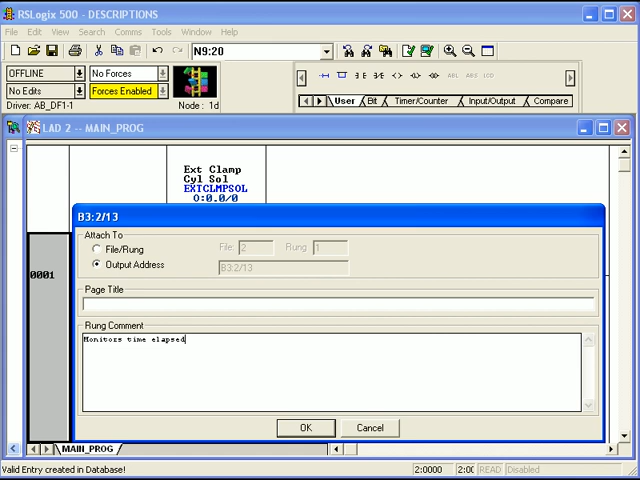 RSLogix 500 - DESCRIPTIONS
File Edit View Search Comms Tools Window Help
N9:20
OFFLINE No Forces
No Edits Forces Enabled
Driver: AB_DF1-1 Node : 1d
ABL ABS
User Bit Timer/Counter Input/Output Compare
LAD 2 -- MAIN_PROG
Ext Clamp
Cyl Sol
EXTCLMPSOL
O:0.0/0
B3:2/13
Attach To
File/Rung File: 2 Rung 1
Output Address B3:2/13
0001
Page Title
Rung Comment
Monitors time elapsed
OK Cancel
MAIN_PROG
Valid Entry created in Database! 2:0000 2:00 READ Disabled